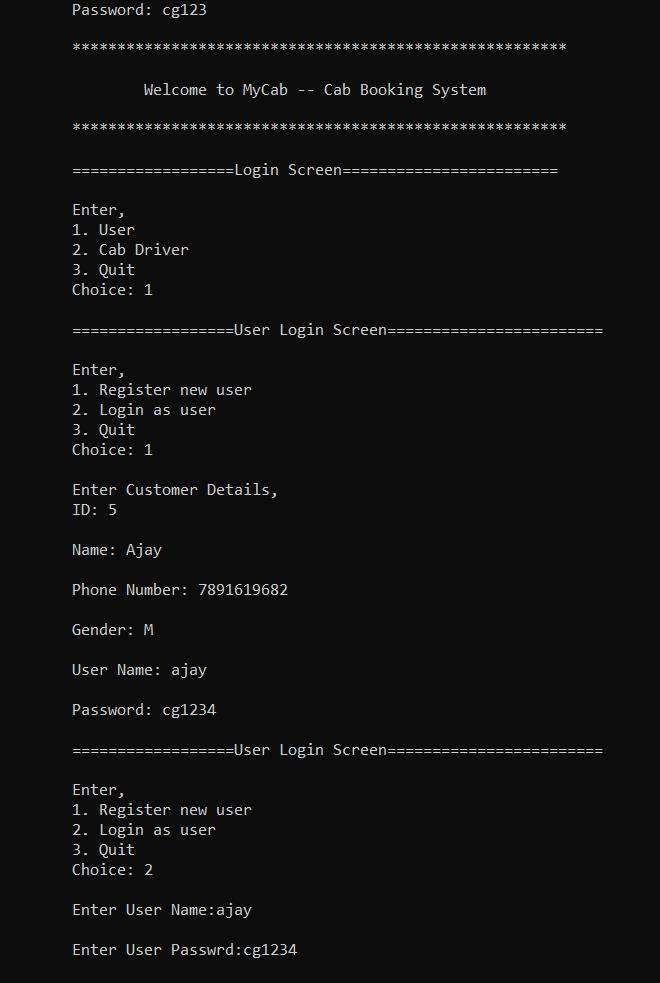 Password: cg123
*******************************************************
Welcome to MyCab -- Cab Booking System
*******************************************************
==================Login Screen========================
Enter,
1. User
2. Cab Driver
3. Quit
Choice: 1
==================User Login Screen========================
Enter,
1. Register new user
2. Login as user
3. Quit
Choice: 1
Enter Customer Details,
ID: 5
Name: Ajay
Phone Number: 7891619682
Gender: M
User Name: ajay
Password: cg1234
==================User Login Screen========================
Enter,
1. Register new user
2. Login as user
3. Quit
Choice: 2
Enter User Name:ajay
Enter User Passwrd:cg1234